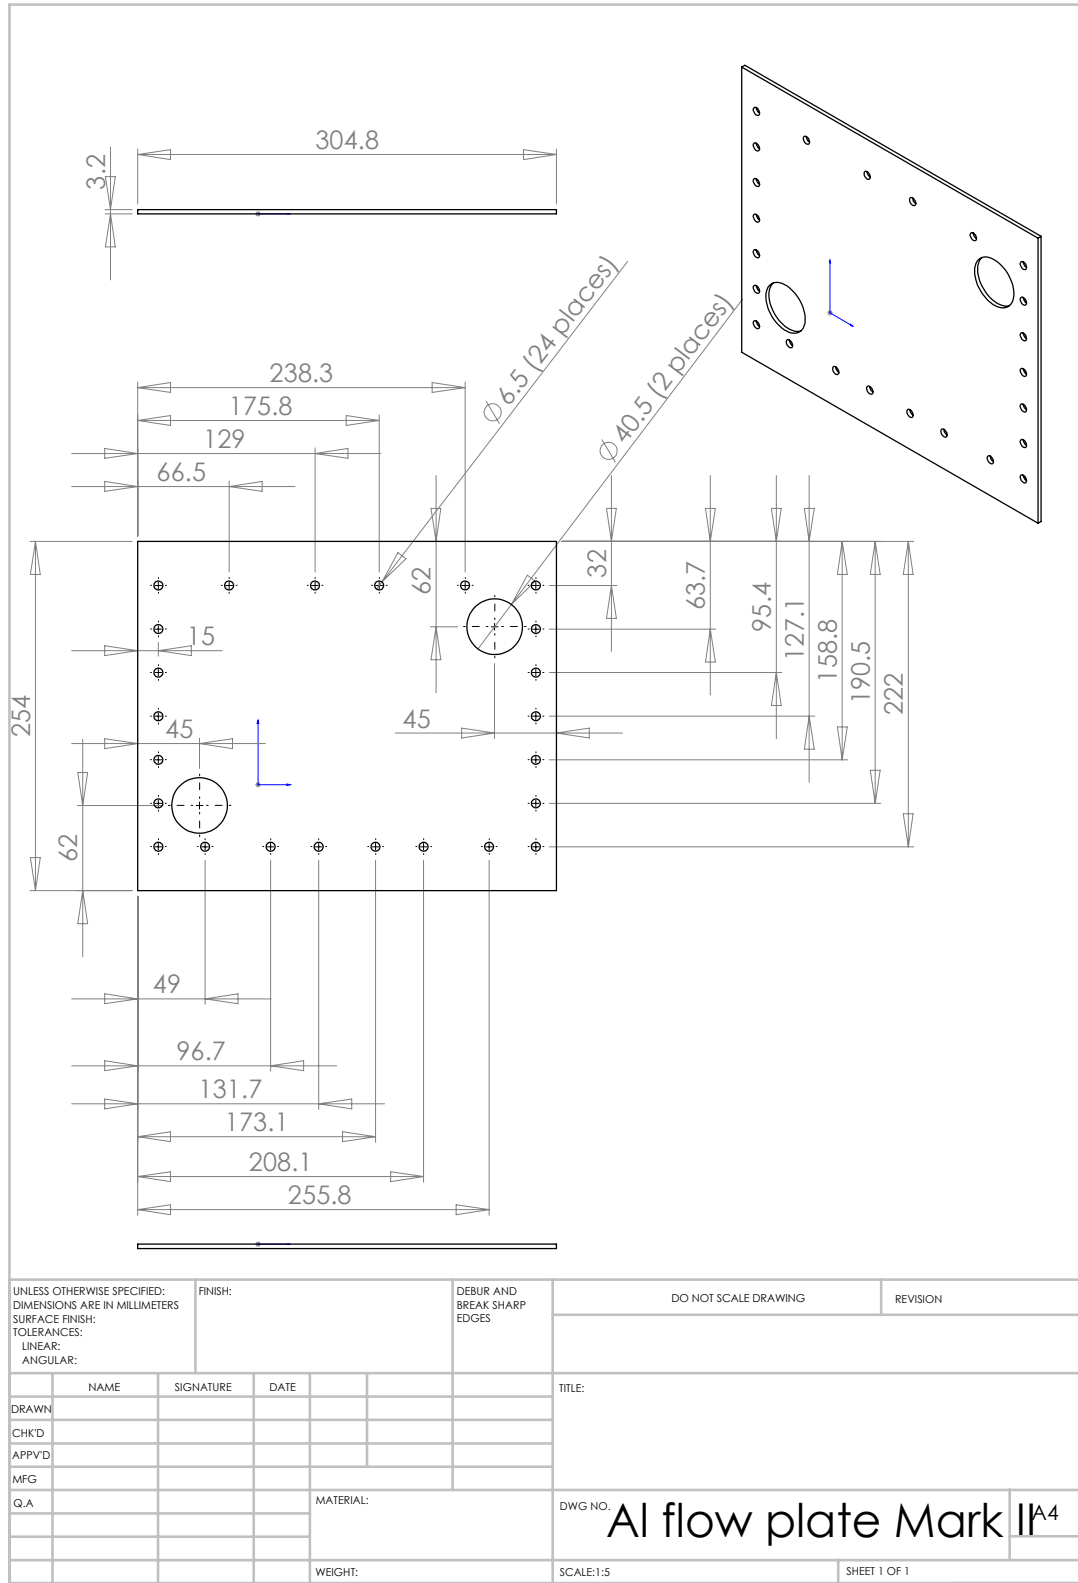 304.8
3.2
Ø 6.5 (24 places)
Ø 40.5 (2 places)
238.3
175.8
129
66.5
62
32
63.7
95.4
127.1
158.8
190.5
222
15
254
45
45
62
49
96.7
131.7
173.1
208.1
255.8
UNLESS OTHERWISE SPECIFIED:
DIMENSIONS ARE IN MILLIMETERS
SURFACE FINISH:
TOLERANCES:
LINEAR:
ANGULAR:
FINISH:
DEBUR AND
BREAK SHARP
EDGES
DO NOT SCALE DRAWING
REVISION
NAME
SIGNATURE
DATE
TITLE:
DRAWN
CHK'D
APPV'D
MFG
Q.A
MATERIAL:
DWG NO.
Al flow plate Mark II
A4
WEIGHT:
SCALE:1:5
SHEET 1 OF 1